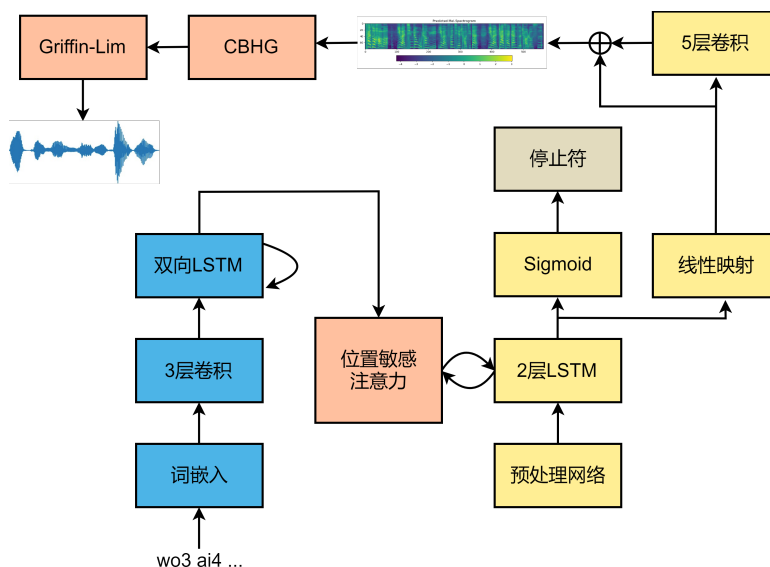 Griffin-Lim
CBHG
5层卷积
停止符
双向LSTM
Sigmoid
线性映射
3层卷积
位置敏感
注意力
2层LSTM
词嵌入
预处理网络
wo3 ai4 ...